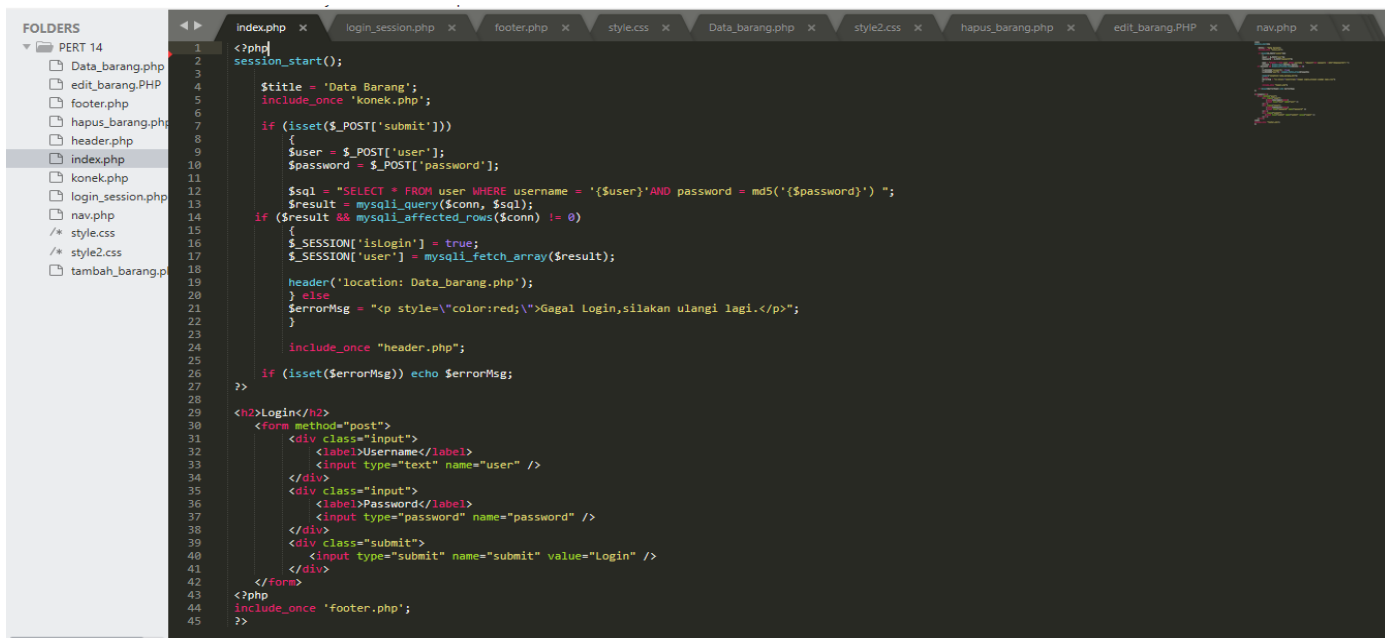 FOLDERS
PERT 14
Data_barang.php
edit_barang.PHP
footer.php
hapus_barang.php
header.php
index.php
konek.php
login_session.php
nav.php
/* style.css
/* style2.css
tambah_barang.pl
index.php × login_session.php × footer.php × style.css × Data_barang.php × style2.css × hapus_barang.php × edit_barang.PHP × nav.php × ×
1 <?php
2 session_start();
3
4 $title = 'Data Barang';
5 include_once 'konek.php';
6
7 if (isset($_POST['submit']))
8 {
9 $user = $_POST['user'];
10 $password = $_POST['password'];
11
12 $sql = "SELECT * FROM user WHERE username = '{$user}'AND password = md5('{$password}') ";
13 $result = mysqli_query($conn, $sql);
14 if ($result && mysqli_affected_rows($conn) != 0)
15 {
16 $_SESSION['isLogin'] = true;
17 $_SESSION['user'] = mysqli_fetch_array($result);
18
19 header('location: Data_barang.php');
20 } else
21 $errorMsg = "<p style=\"color:red;\">Gagal Login,silakan ulangi lagi.</p>";
22 }
23
24 include_once "header.php";
25
26 if (isset($errorMsg)) echo $errorMsg;
27 ?>
28
29 <h2>Login</h2>
30 <form method="post">
31 <div class="input">
32 <label>Username</label>
33 <input type="text" name="user" />
34 </div>
35 <div class="input">
36 <label>Password</label>
37 <input type="password" name="password" />
38 </div>
39 <div class="submit">
40 <input type="submit" name="submit" value="Login" />
41 </div>
42 </form>
43 <?php
44 include_once 'footer.php';
45 ?>